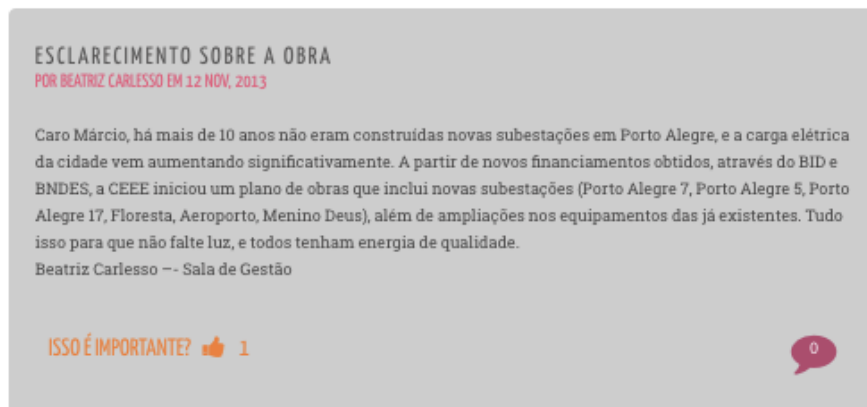 ESCLARECIMENTO SOBRE A OBRA
POR BEATRIZ CARLESSO EM 12 NOV, 2013
Caro Márcio, há mais de 10 anos não eram construídas novas subestações em Porto Alegre, e a carga elétrica
da cidade vem aumentando significativamente. A partir de novos financiamentos obtidos, através do BID e
BNDES, a CEEE iniciou um plano de obras que inclui novas subestações (Porto Alegre 7, Porto Alegre 5, Porto
Alegre 17, Floresta, Aeroporto, Menino Deus), além de ampliações nos equipamentos das já existentes. Tudo
isso para que não falte luz, e todos tenham energia de qualidade.
Beatriz Carlesso –- Sala de Gestão
ISSO É IMPORTANTE? 1
0